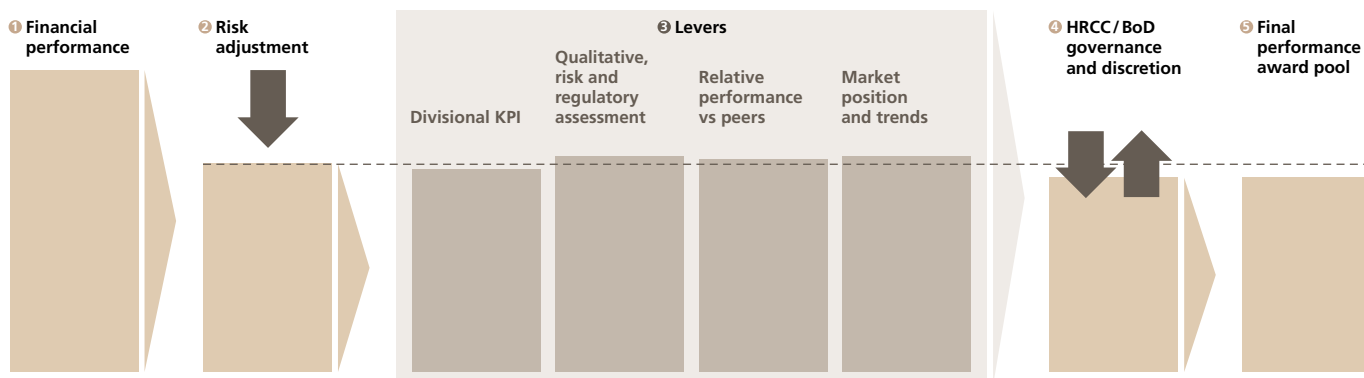 ❶ Financial
performance
❷ Risk
adjustment
❸ Levers
Divisional KPI
Qualitative,
risk and
regulatory
assessment
Relative
performance
vs peers
Market
position
and trends
❹ HRCC/BoD
governance
and discretion
❺ Final
performance
award pool